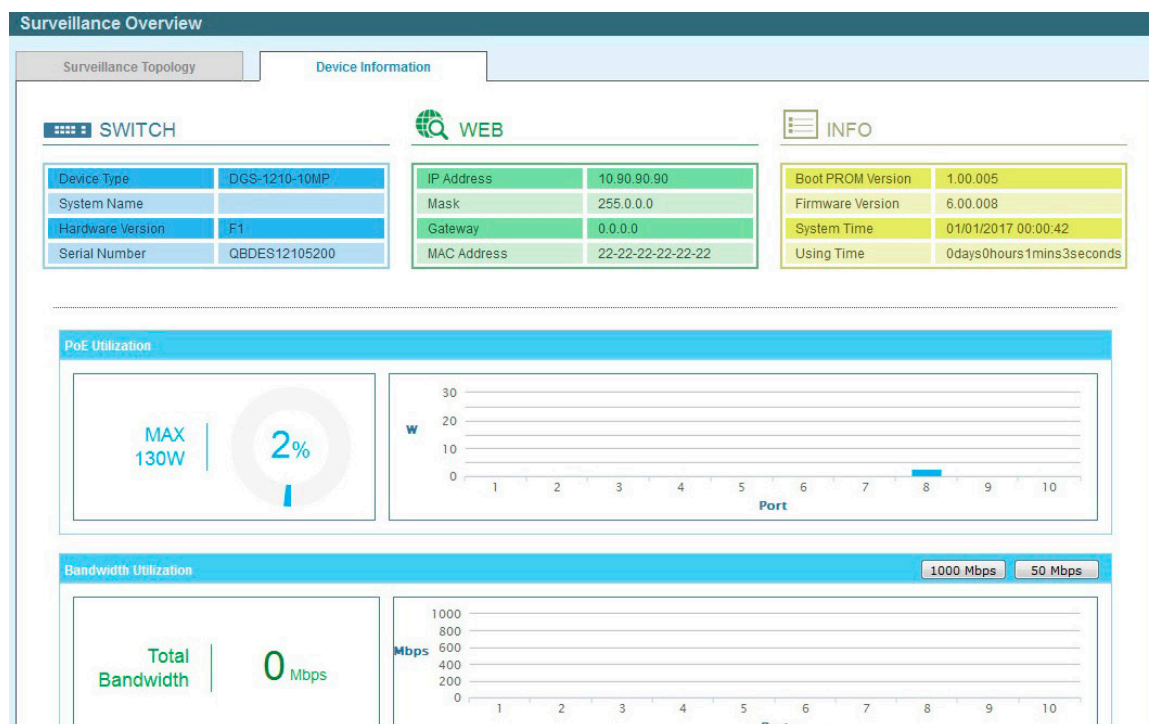 Surveillance Overview
Surveillance Topology
Device Information
SWITCH
Device Type DGS-1210-10MP
System Name
Hardware Version F1
Serial Number QBDES12105200
WEB
IP Address 10.90.90.90
Mask 255.0.0.0
Gateway 0.0.0.0
MAC Address 22-22-22-22-22-22
INFO
Boot PROM Version 1.00.005
Firmware Version 6.00.008
System Time 01/01/2017 00:00:42
Using Time 0days0hours1mins3seconds
PoE Utilization
MAX
130W
2%
30
20
W
10
0
1 2 3 4 5 6 7 8 9 10
Port
Bandwidth Utilization
1000 Mbps
50 Mbps
Total
Bandwidth
0 Mbps
1000
800
Mbps 600
400
200
0
1 2 3 4 5 6 7 8 9 10